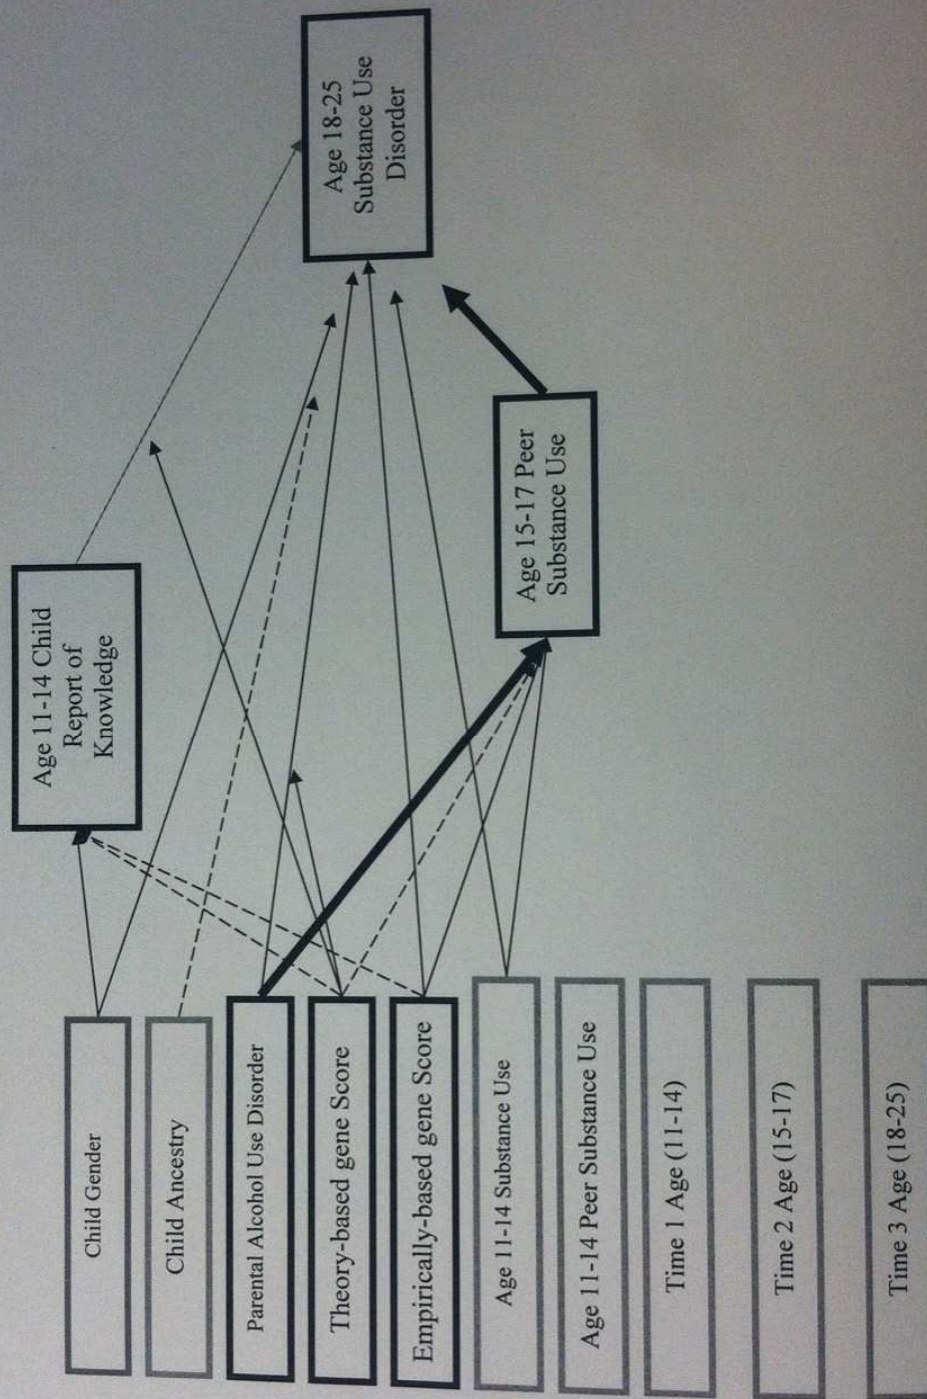 Age 18-25
Substance Use
Disorder
Age 11-14 Child
Report of
Knowledge
Age 15-17 Peer
Substance Use
Child Gender
Child Ancestry
Parental Alcohol Use Disorder
Theory-based gene Score
Empirically-based gene Score
Age 11-14 Substance Use
Age 11-14 Peer Substance Use
Time 1 Age (11-14)
Time 2 Age (15-17)
Time 3 Age (18-25)